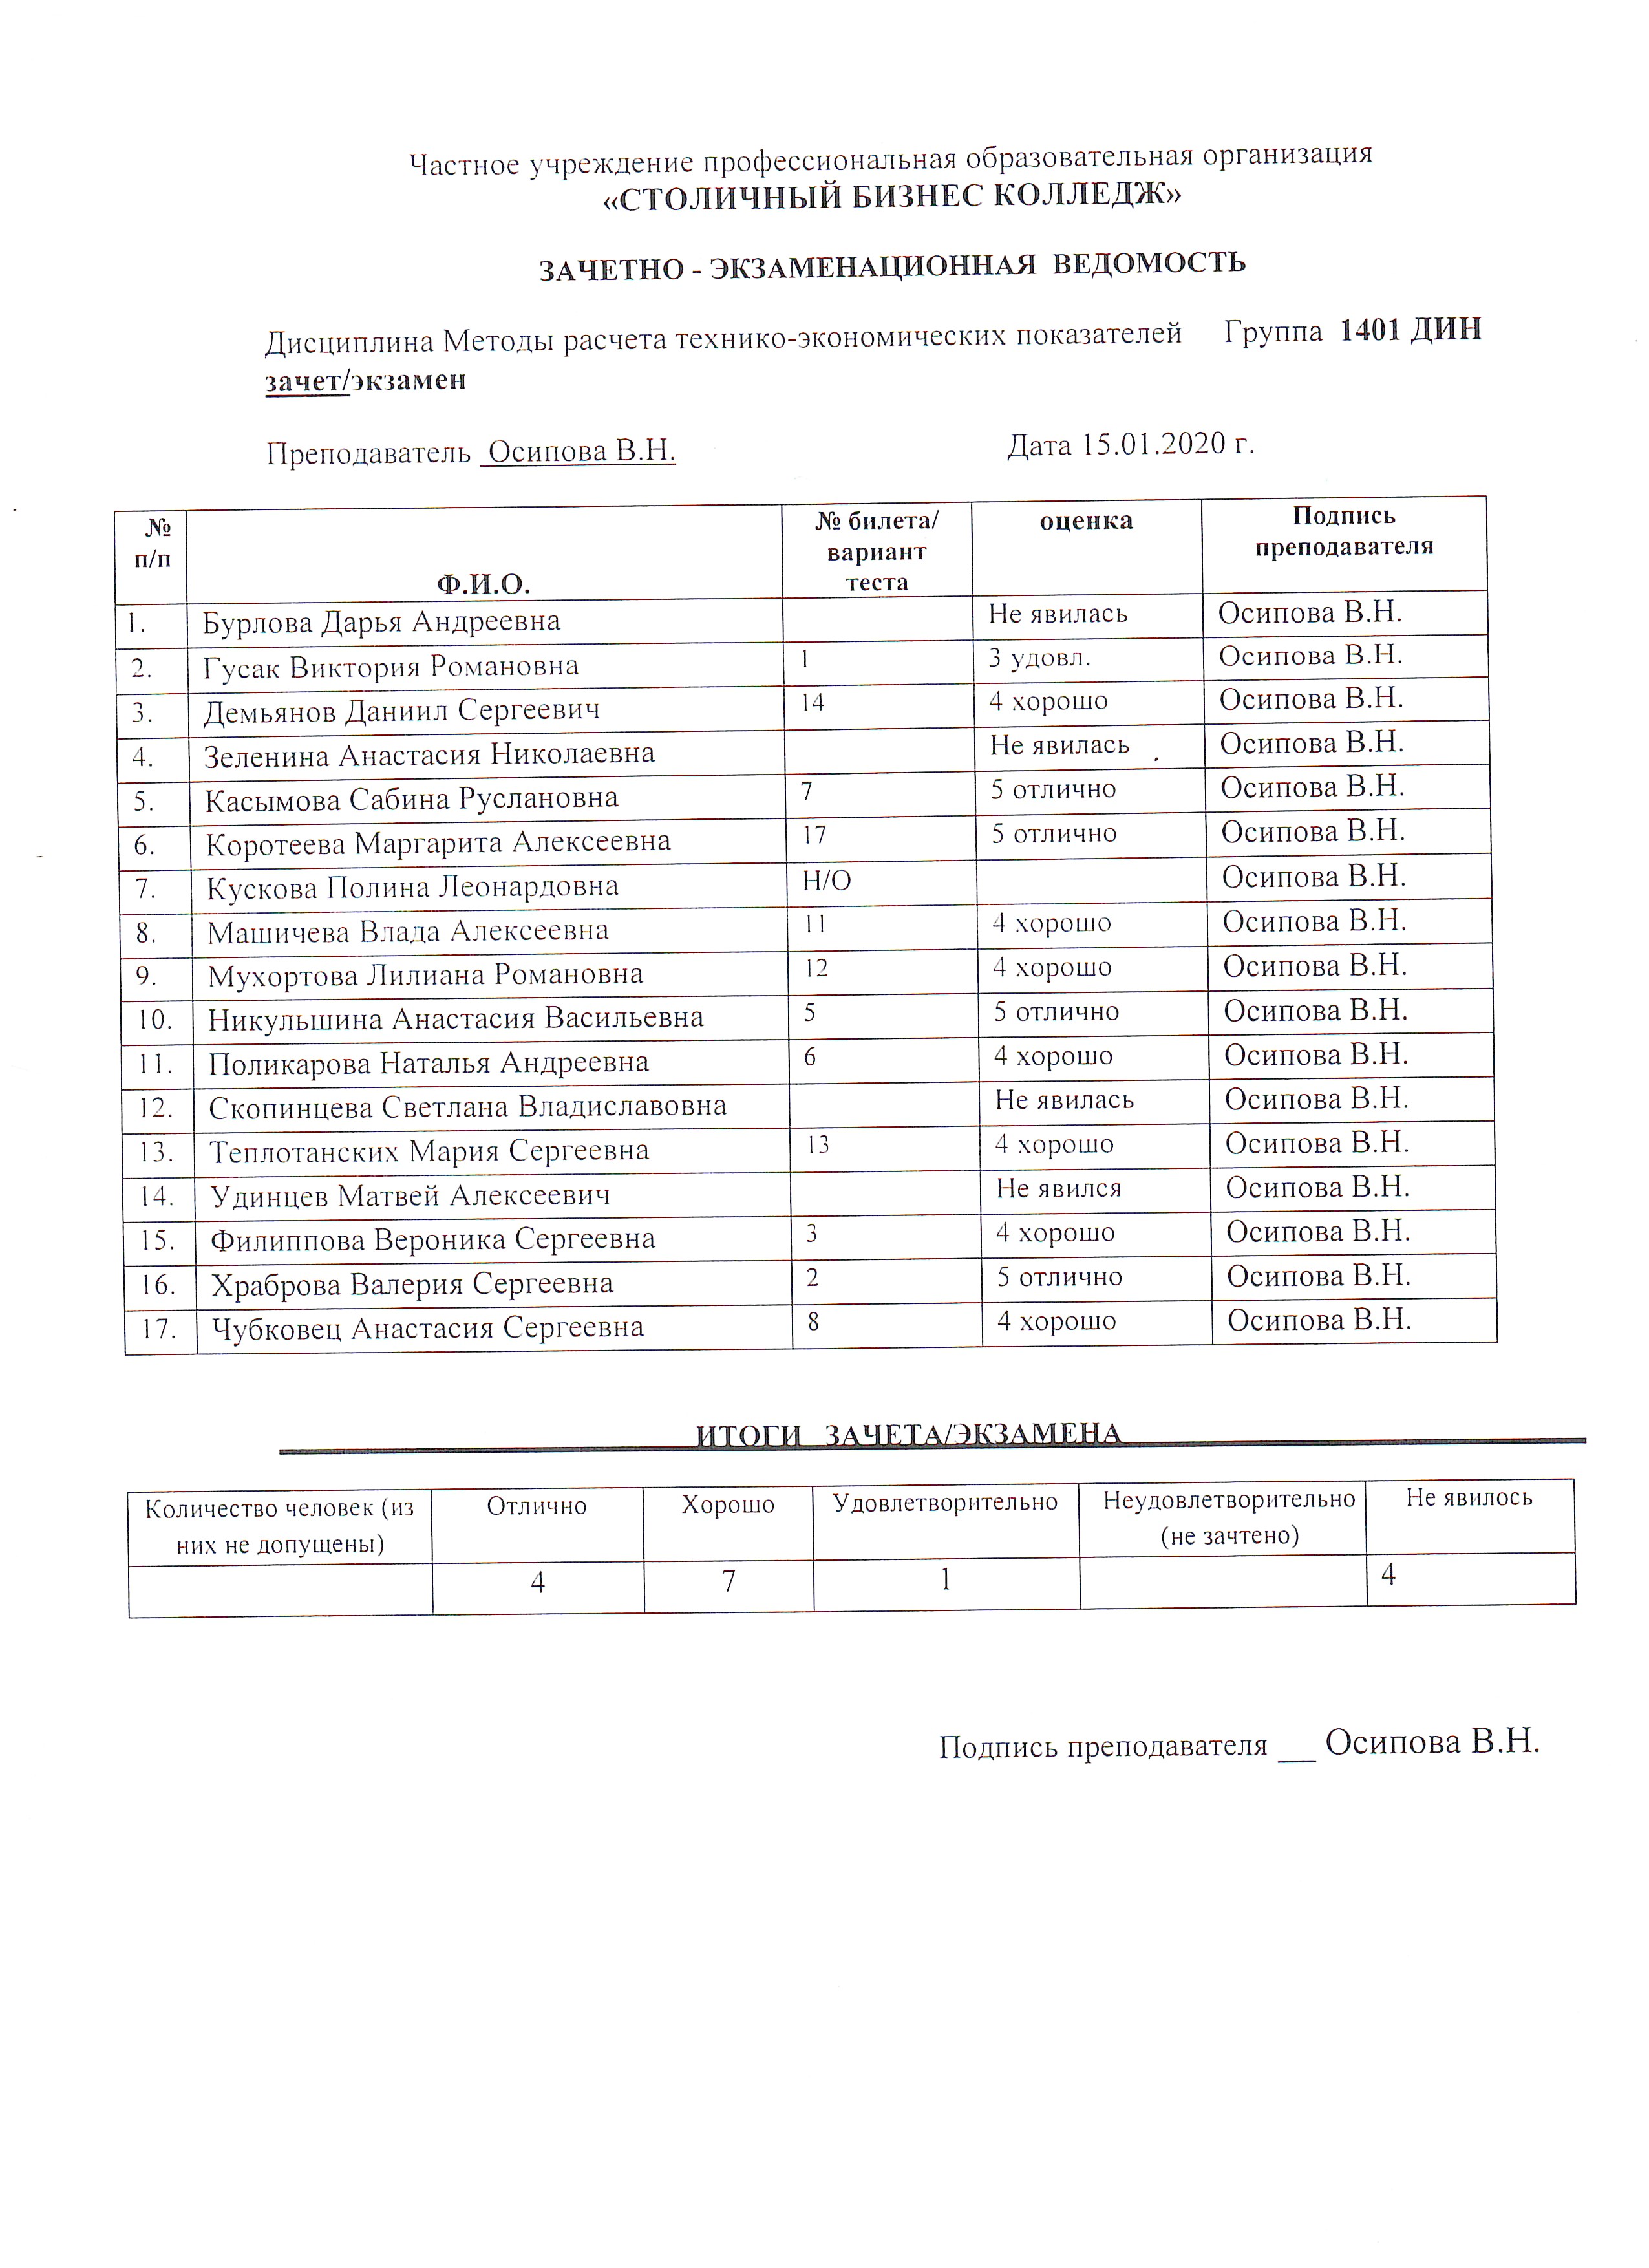 Частное учреждение профессиональная образовательная организация
«СТОЛИЧНЫЙ БИЗНЕС КОЛЛЕДЖ»
ЗАЧЕТНО - ЭКЗАМЕНАЦИОННАЯ ВЕДОМОСТЬ
Дисциплина Методы расчета технико-экономических показателей Группа 1401 ДИН
зачет/экзамен
Преподаватель Осипова В.Н. Дата 15.01.2020 г.
№ п/п Ф.И.О. № билета/ вариант теста оценка Подпись преподавателя
1. Бурлова Дарья Андреевна Не явилась Осипова В.Н.
2. Гусак Виктория Романовна 1 3 удовл. Осипова В.Н.
3. Демьянов Даниил Сергеевич 14 4 хорошо Осипова В.Н.
4. Зеленина Анастасия Николаевна Не явилась Осипова В.Н.
5. Касымова Сабина Руслановна 7 5 отлично Осипова В.Н.
6. Коротеева Маргарита Алексеевна 17 5 отлично Осипова В.Н.
7. Кускова Полина Леонардовна Н/О Осипова В.Н.
8. Машичева Влада Алексеевна 11 4 хорошо Осипова В.Н.
9. Мухортова Лилиана Романовна 12 4 хорошо Осипова В.Н.
10. Никульшина Анастасия Васильевна 5 5 отлично Осипова В.Н.
11. Поликарова Наталья Андреевна 6 4 хорошо Осипова В.Н.
12. Скопинцева Светлана Владиславовна Не явилась Осипова В.Н.
13. Теплотанских Мария Сергеевна 13 4 хорошо Осипова В.Н.
14. Удинцев Матвей Алексеевич Не явился Осипова В.Н.
15. Филиппова Вероника Сергеевна 3 4 хорошо Осипова В.Н.
16. Храброва Валерия Сергеевна 2 5 отлично Осипова В.Н.
17. Чубковец Анастасия Сергеевна 8 4 хорошо Осипова В.Н.
ИТОГИ ЗАЧЕТА/ЭКЗАМЕНА
Количество человек (из них не допущены) Отлично Хорошо Удовлетворительно Неудовлетворительно (не зачтено) Не явилось
4 7 1 4
Подпись преподавателя __ Осипова В.Н.